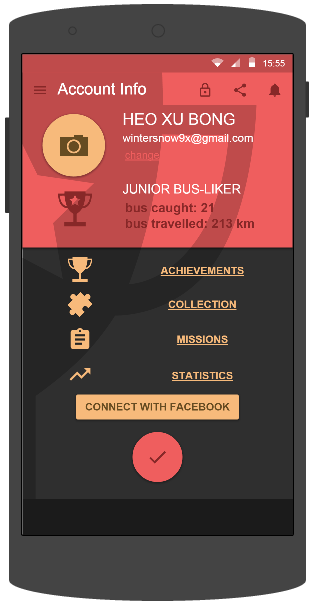 15:55
Account Info
HEO XU BONG
wintersnow9x@gmail.com
change
JUNIOR BUS-LIKER
bus caught: 21
bus travelled: 213 km
ACHIEVEMENTS
COLLECTION
MISSIONS
STATISTICS
CONNECT WITH FACEBOOK